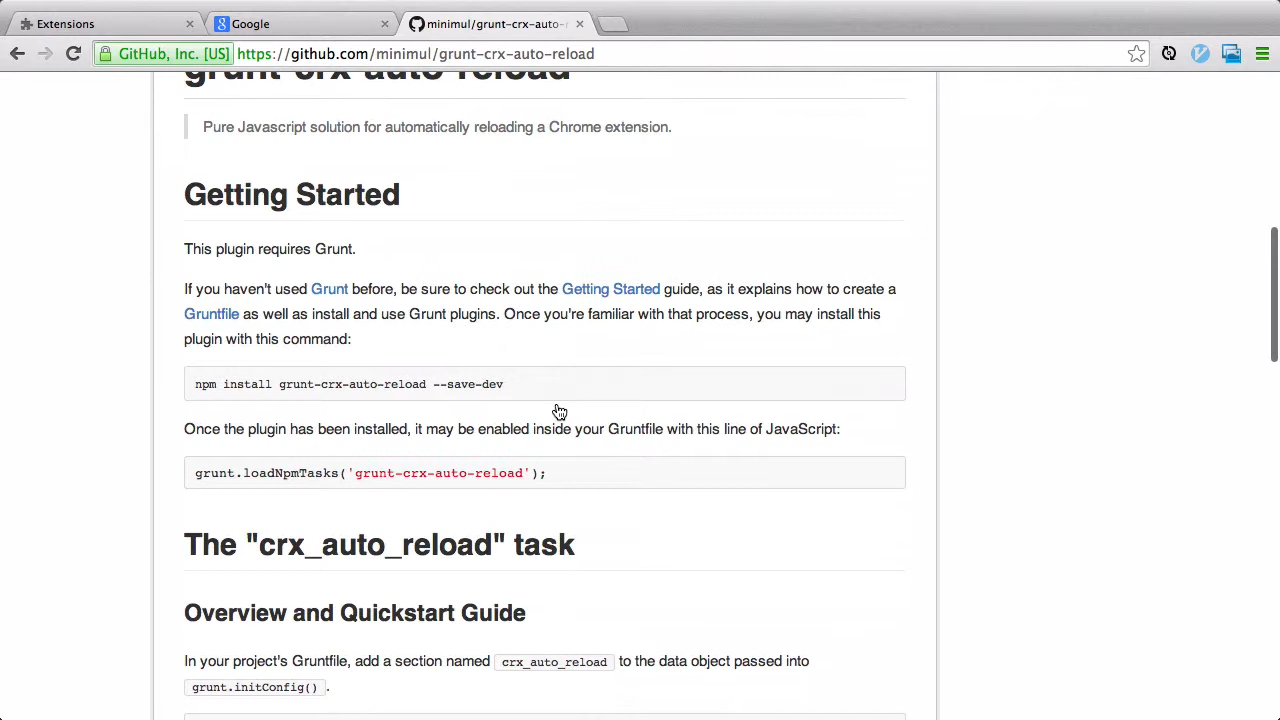 Extensions
Google
minimul/grunt-crx-auto-
GitHub, Inc. [US] https://github.com/minimul/grunt-crx-auto-reload
grunt-crx-auto-reload
Pure Javascript solution for automatically reloading a Chrome extension.
Getting Started
This plugin requires Grunt.
If you haven't used Grunt before, be sure to check out the Getting Started guide, as it explains how to create a
Gruntfile as well as install and use Grunt plugins. Once you're familiar with that process, you may install this
plugin with this command:
npm install grunt-crx-auto-reload --save-dev
Once the plugin has been installed, it may be enabled inside your Gruntfile with this line of JavaScript:
grunt.loadNpmTasks('grunt-crx-auto-reload');
The "crx_auto_reload" task
Overview and Quickstart Guide
In your project's Gruntfile, add a section named crx_auto_reload to the data object passed into
grunt.initConfig() .